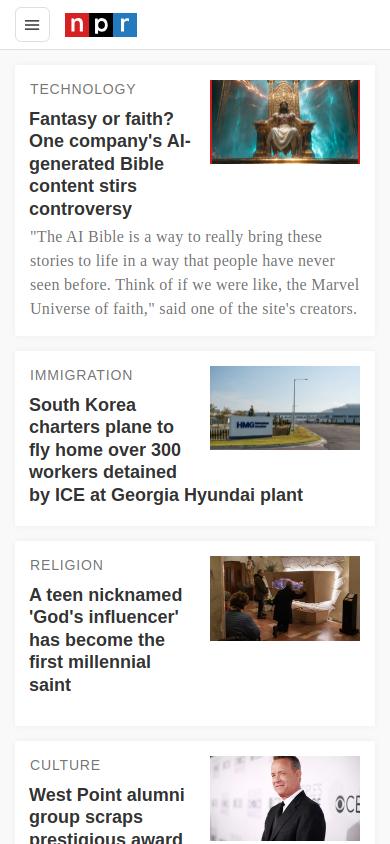 npr
TECHNOLOGY
Fantasy or faith?
One company's AI-
generated Bible
content stirs
controversy
"The AI Bible is a way to really bring these
stories to life in a way that people have never
seen before. Think of if we were like, the Marvel
Universe of faith," said one of the site's creators.
IMMIGRATION
South Korea
charters plane to
fly home over 300
workers detained
by ICE at Georgia Hyundai plant
HMG
RELIGION
A teen nicknamed
'God's influencer'
has become the
first millennial
saint
CULTURE
West Point alumni
group scraps
prestigious award